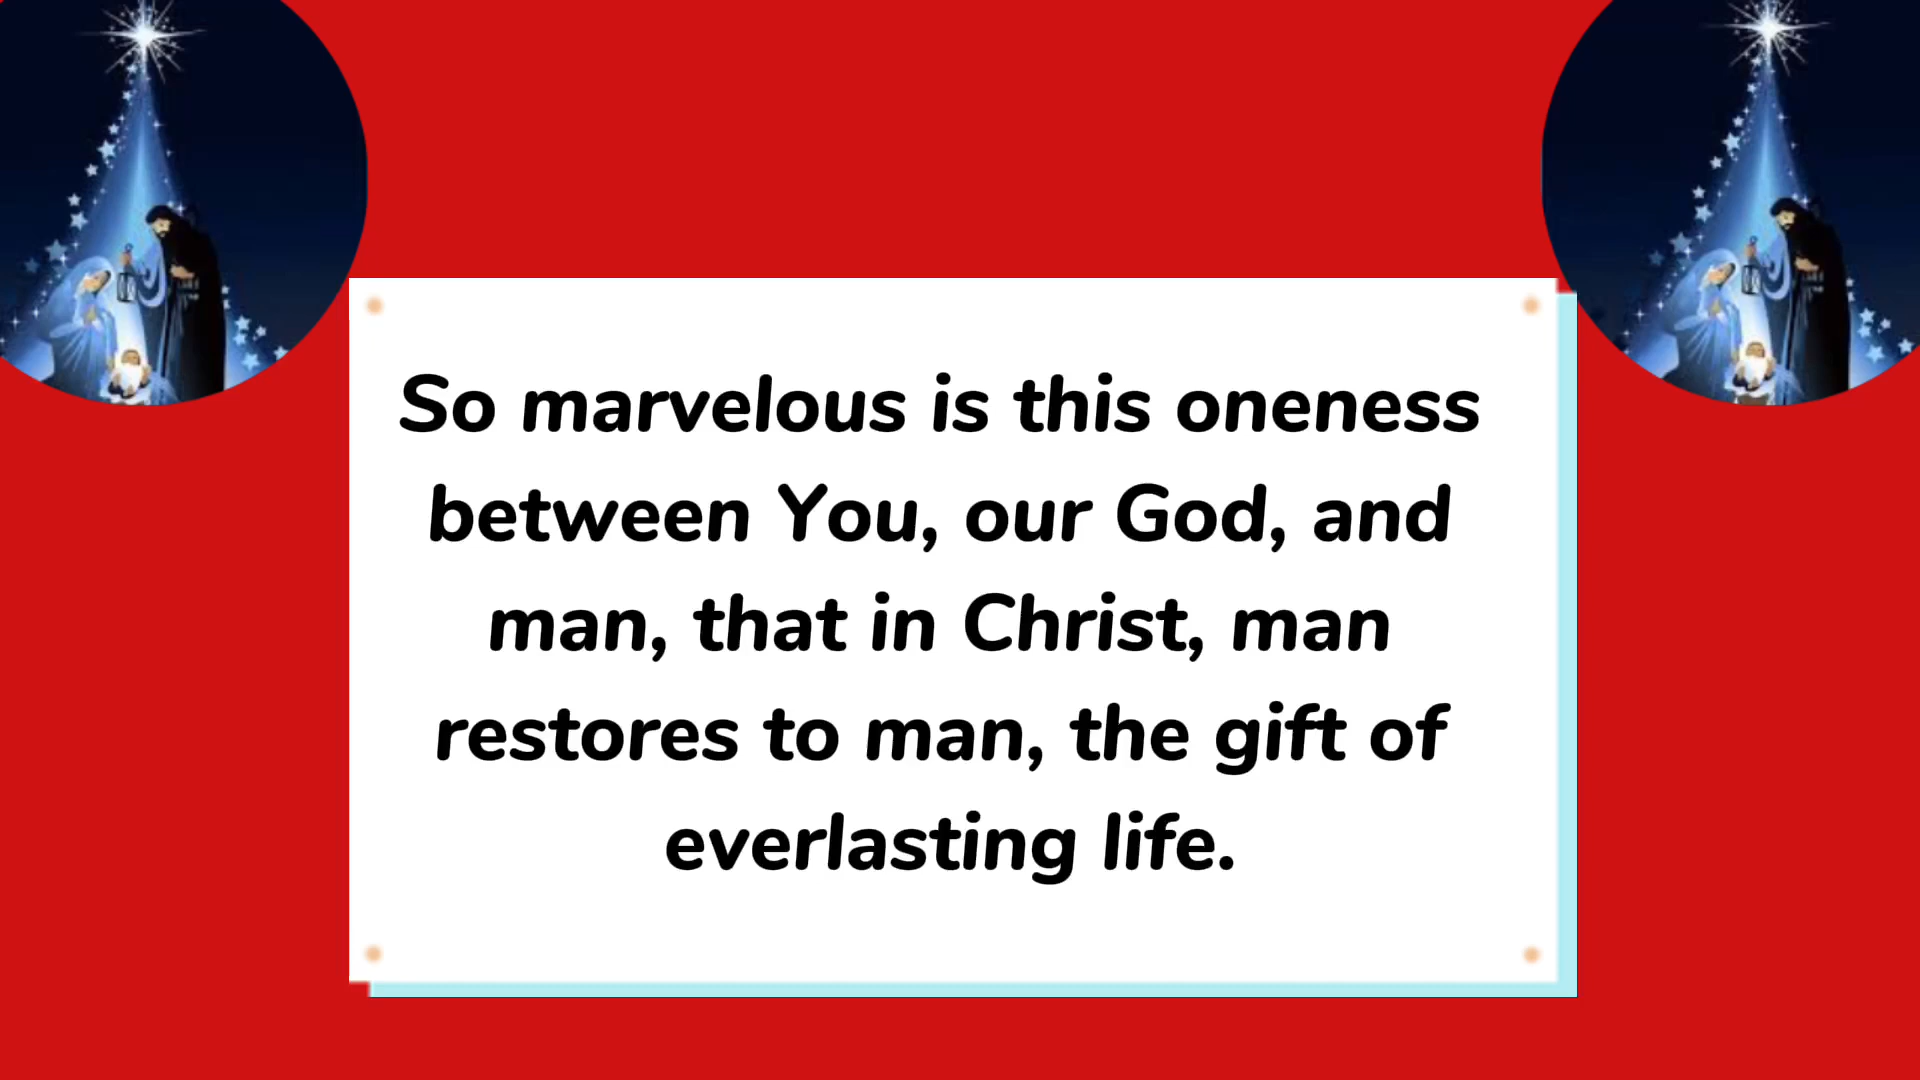 So marvelous is this oneness
between You, our God, and
man, that in Christ, man
restores to man, the gift of
everlasting life.